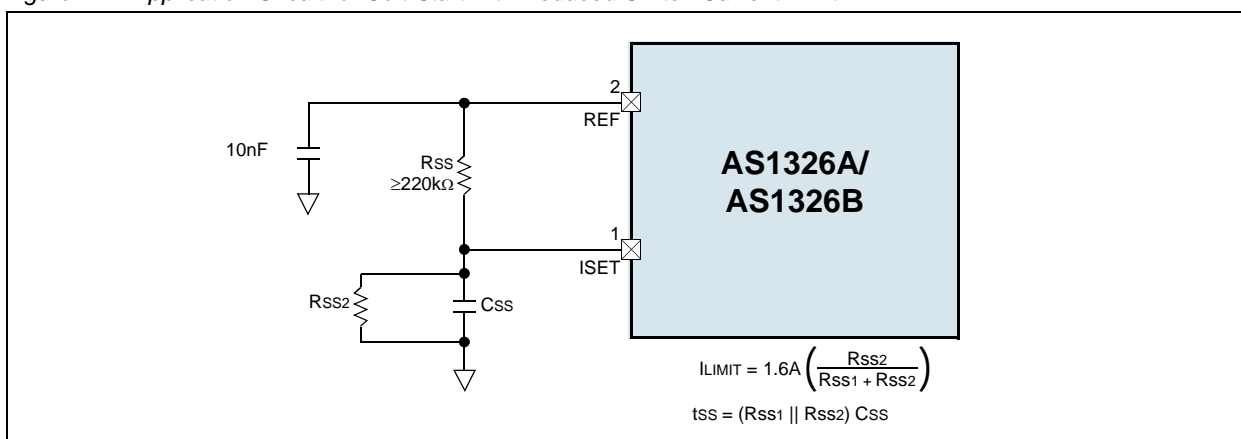 2
REF
10nF
RSS
≥220kΩ
AS1326A/
AS1326B
1
ISET
RSS2
CSS
ILIMIT = 1.6A (RSS2 / RSS1 + RSS2)
tSS = (RSS1 || RSS2) CSS